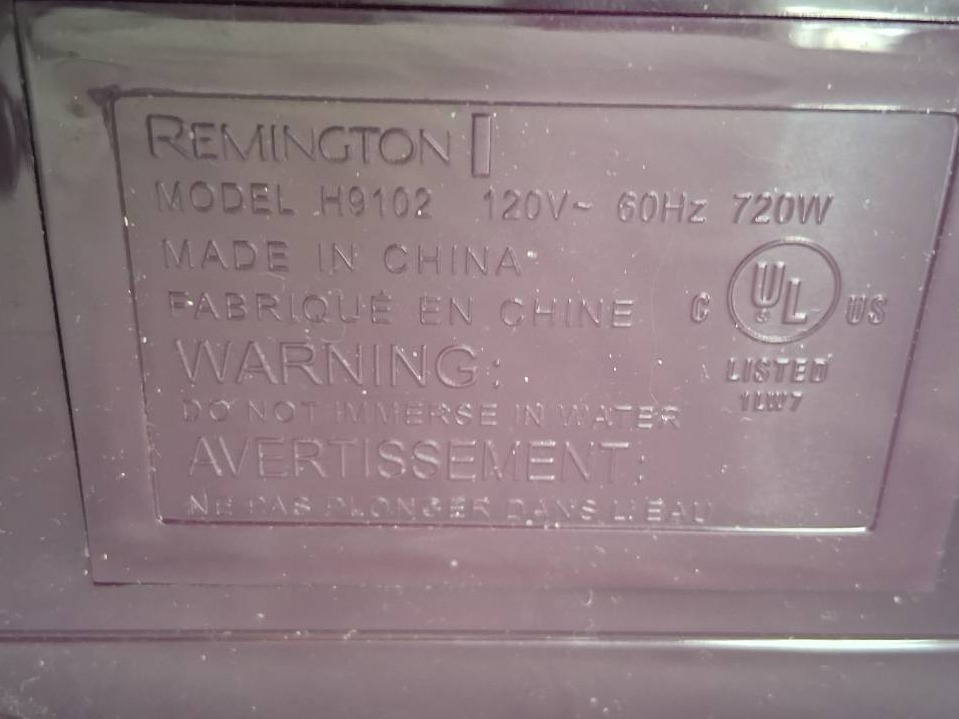 REMINGTON
MODEL H9102 120V~ 60Hz 720W
MADE IN CHINA
FABRIQUÉ EN CHINE
C UL US
WARNING:
LISTED
DO NOT IMMERSE IN WATER
1LW7
AVERTISSEMENT:
NE PAS PLONGER DANS L'EAU